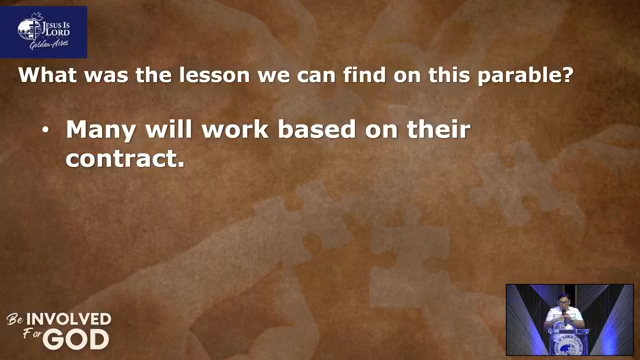 JESUS IS
LORD
Golden Acres
What was the lesson we can find on this parable?
• Many will work based on their
contract.
Be INVOLVED
For GOD